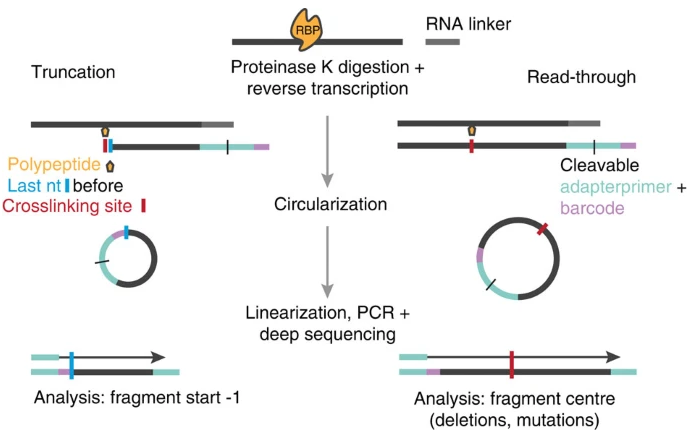 RBP
RNA linker
Proteinase K digestion +
reverse transcription
Truncation
Read-through
Polypeptide
Last nt before
Crosslinking site
Cleavable
adapterprimer +
barcode
Circularization
Linearization, PCR +
deep sequencing
Analysis: fragment start -1
Analysis: fragment centre
(deletions, mutations)